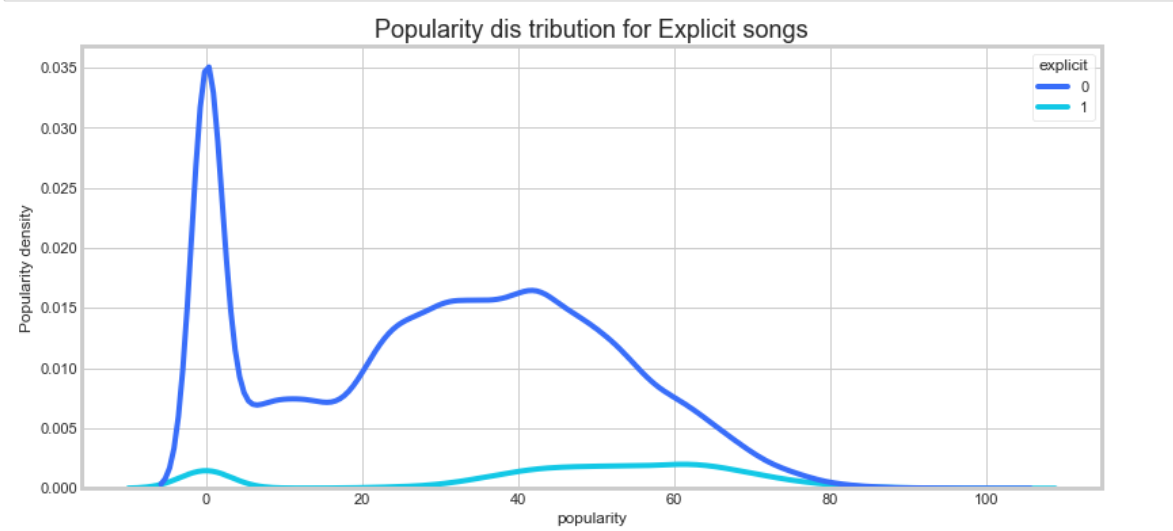 Popularity dis tribution for Explicit songs
explicit
0
1
0.035
0.030
0.025
0.020
0.015
0.010
0.005
0.000
Popularity density
0 20 40 60 80 100
popularity